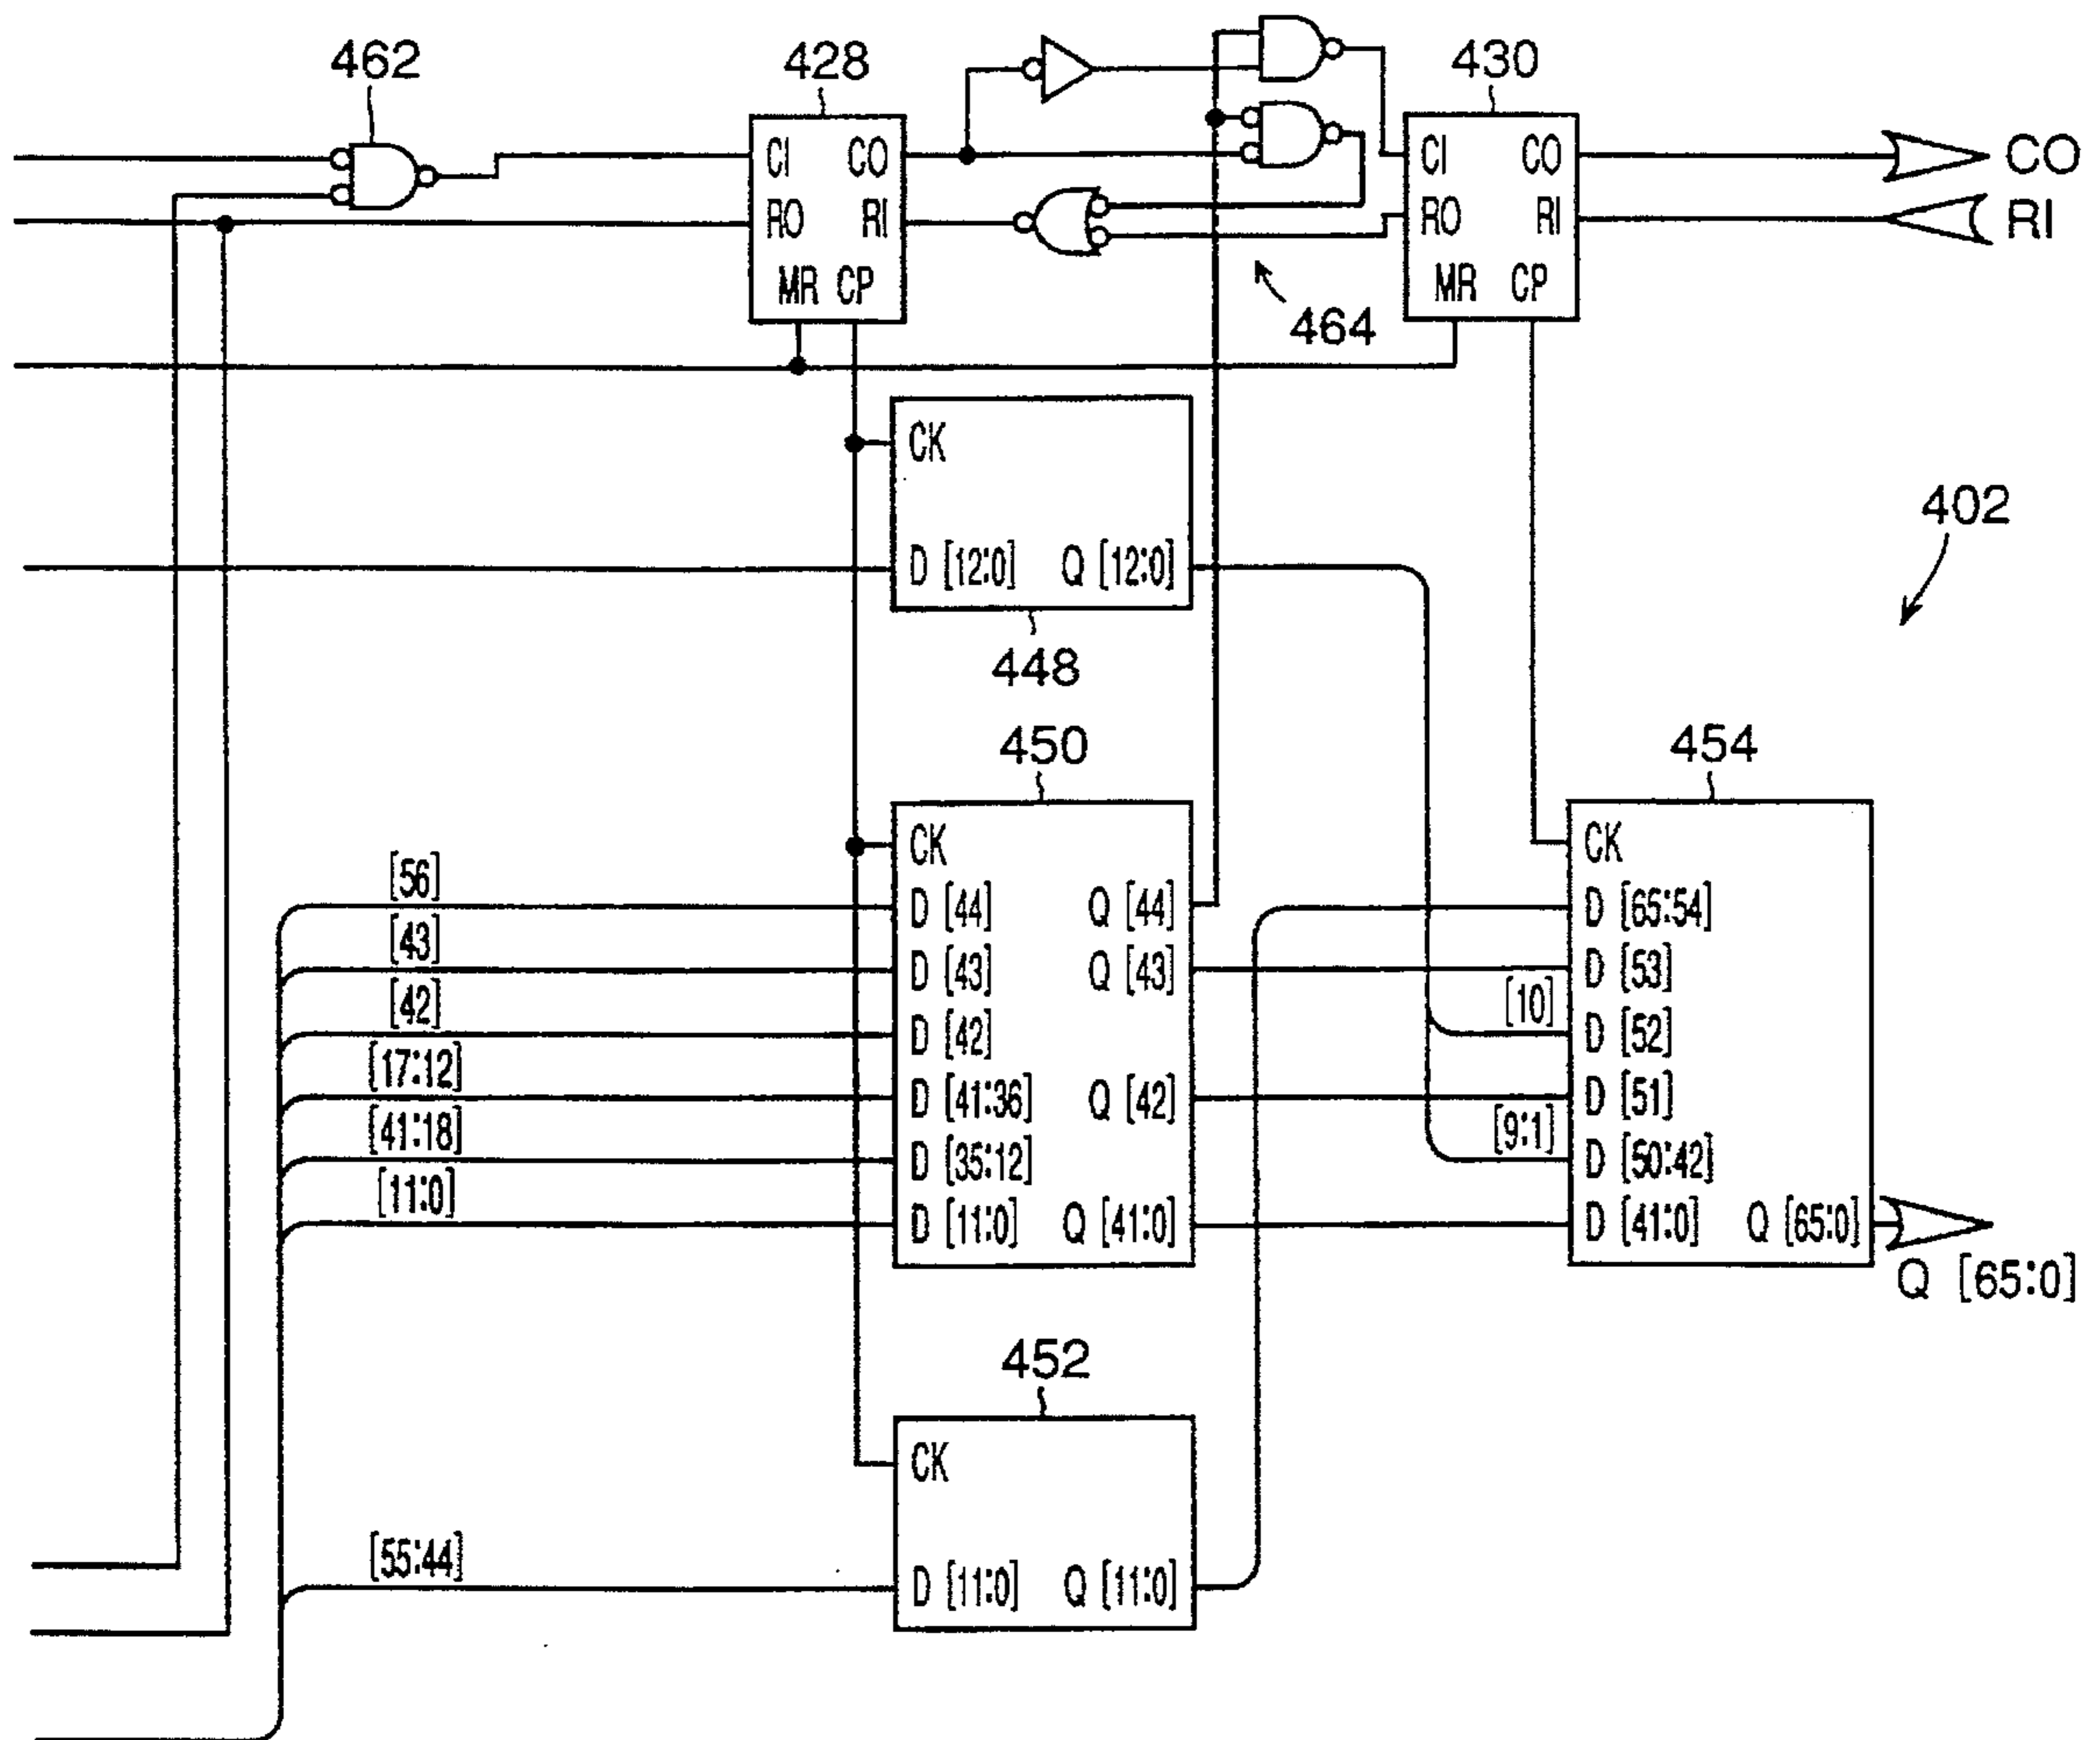 462
428
430
CI CO
RO RI
MR CP
CI CO
RO RI
MR CP
CO
RI
464
CK
D [12:0] Q [12:0]
448
402
450
454
[56]
[43]
[42]
[17:12]
[41:18]
[11:0]
CK
D [44] Q [44]
D [43] Q [43]
D [42]
D [41:36] Q [42]
D [35:12]
D [11:0] Q [41:0]
[10]
[9:1]
CK
D [65:54]
D [53]
D [52]
D [51]
D [50:42]
D [41:0] Q [65:0]
Q [65:0]
452
CK
[55:44]
D [11:0] Q [11:0]